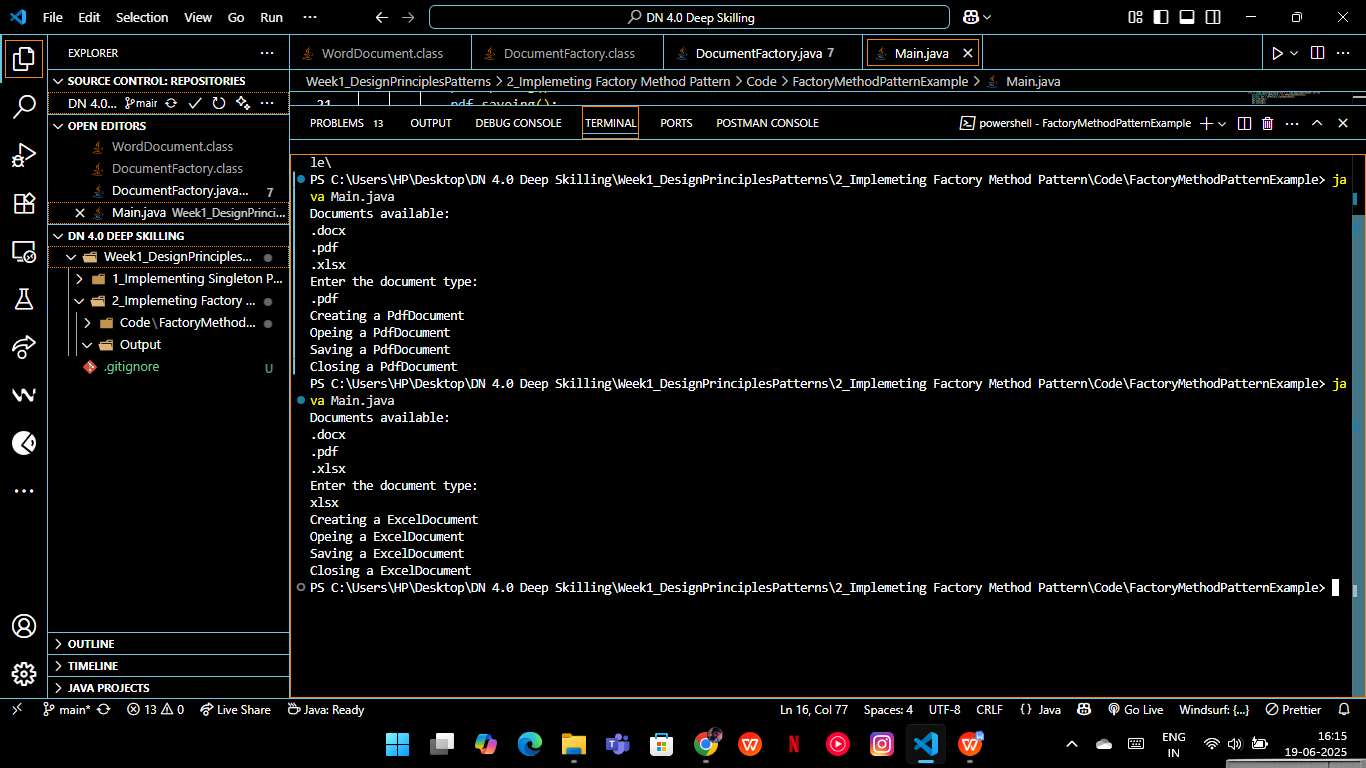 File Edit Selection View Go Run ··· DN 4.0 Deep Skilling
EXPLORER ···
SOURCE CONTROL: REPOSITORIES
DN 4.0... main ···
OPEN EDITORS
WordDocument.class
DocumentFactory.class
DocumentFactory.java... 7
Main.java Week1_DesignPrinci...
DN 4.0 DEEP SKILLING
Week1_DesignPrinciples...
1_Implementing Singleton P...
2_Implemeting Factory ...
Code\FactoryMethod...
Output
.gitignore U
OUTLINE
TIMELINE
JAVA PROJECTS
WordDocument.class DocumentFactory.class DocumentFactory.java 7 Main.java
Week1_DesignPrinciplesPatterns > 2_Implemeting Factory Method Pattern > Code > FactoryMethodPatternExample > Main.java
21 pdf.saveing();
PROBLEMS 13 OUTPUT DEBUG CONSOLE TERMINAL PORTS POSTMAN CONSOLE powershell - FactoryMethodPatternExample
le\
PS C:\Users\HP\Desktop\DN 4.0 Deep Skilling\Week1_DesignPrinciplesPatterns\2_Implemeting Factory Method Pattern\Code\FactoryMethodPatternExample> ja
va Main.java
Documents available:
.docx
.pdf
.xlsx
Enter the document type:
.pdf
Creating a PdfDocument
Opeing a PdfDocument
Saving a PdfDocument
Closing a PdfDocument
PS C:\Users\HP\Desktop\DN 4.0 Deep Skilling\Week1_DesignPrinciplesPatterns\2_Implemeting Factory Method Pattern\Code\FactoryMethodPatternExample> ja
va Main.java
Documents available:
.docx
.pdf
.xlsx
Enter the document type:
xlsx
Creating a ExcelDocument
Opeing a ExcelDocument
Saving a ExcelDocument
Closing a ExcelDocument
PS C:\Users\HP\Desktop\DN 4.0 Deep Skilling\Week1_DesignPrinciplesPatterns\2_Implemeting Factory Method Pattern\Code\FactoryMethodPatternExample>
main* 13 0 Live Share Java: Ready Ln 16, Col 77 Spaces: 4 UTF-8 CRLF {} Java Go Live Windsurf: {...} Prettier
ENG 16:15
IN 19-06-2025